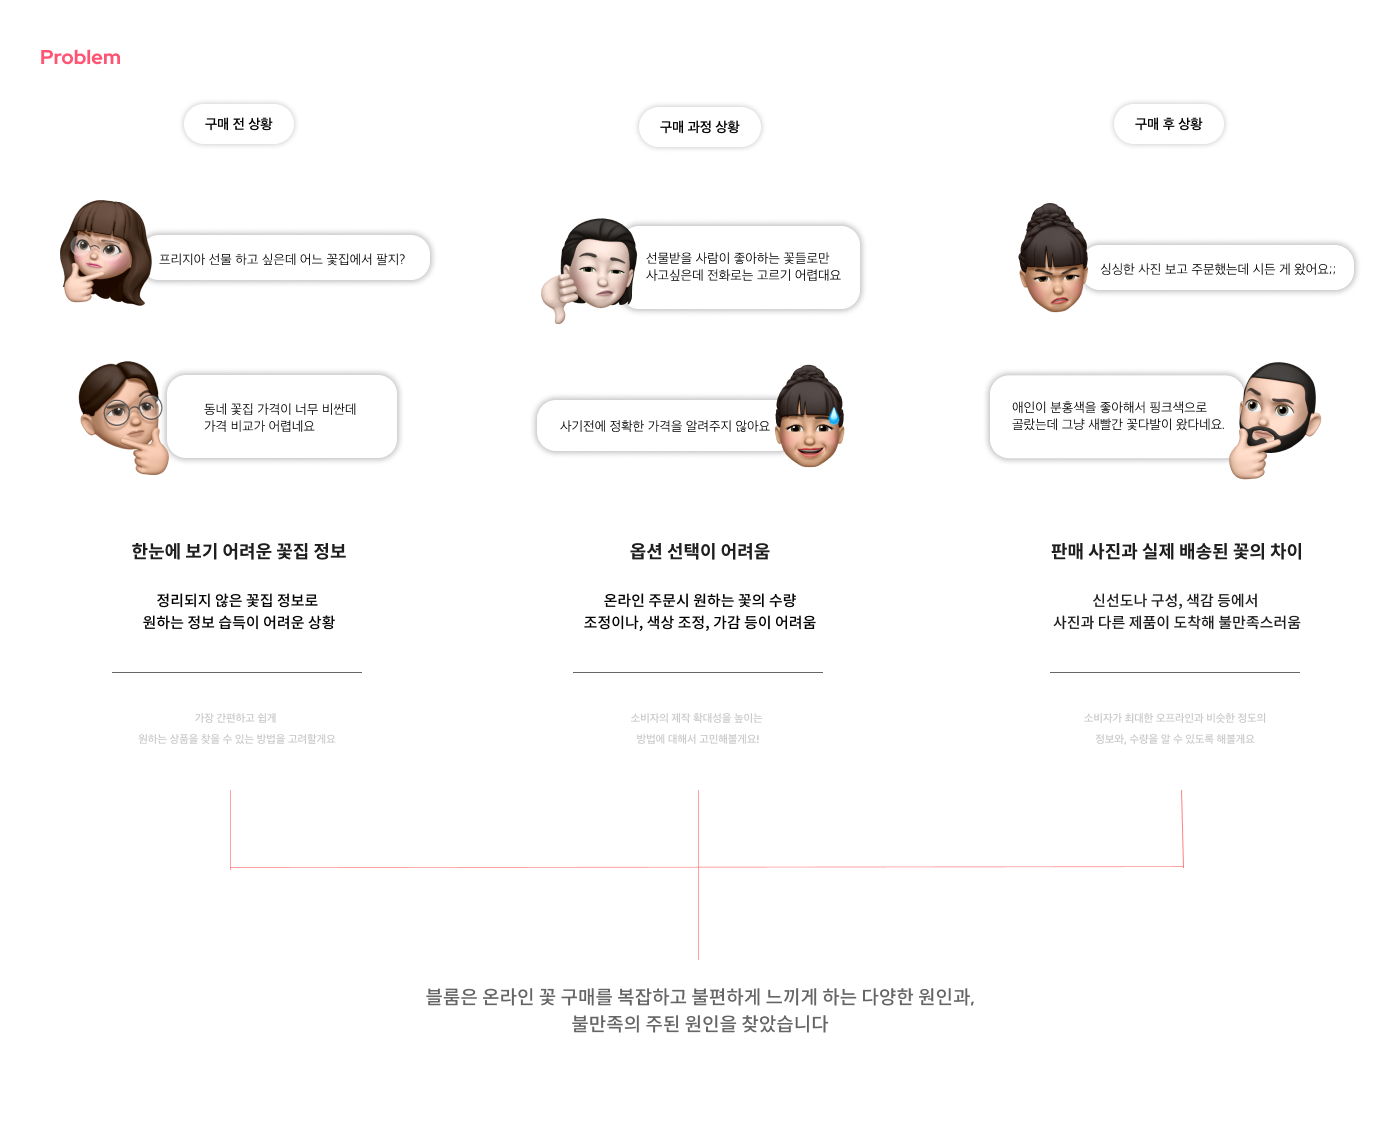 Problem
구매 전 상황
프리지아 선물 하고 싶은데 어느 꽃집에서 팔지?
동네 꽃집 가격이 너무 비싼데
가격 비교가 어렵네요
한눈에 보기 어려운 꽃집 정보
정리되지 않은 꽃집 정보로
원하는 정보 습득이 어려운 상황
가장 간편하고 쉽게
원하는 상품을 찾을 수 있는 방법을 고려할게요
구매 과정 상황
선물받을 사람이 좋아하는 꽃들로만
사고싶은데 전화로는 고르기 어렵대요
사기전에 정확한 가격을 알려주지 않아요
옵션 선택이 어려움
온라인 주문시 원하는 꽃의 수량
조정이나, 색상 조정, 가감 등이 어려움
소비자의 제작 확대성을 높이는
방법에 대해서 고민해볼게요!
구매 후 상황
싱싱한 사진 보고 주문했는데 시든 게 왔어요;;
애인이 분홍색을 좋아해서 핑크색으로
골랐는데 그냥 새빨간 꽃다발이 왔다네요.
판매 사진과 실제 배송된 꽃의 차이
신선도나 구성, 색감 등에서
사진과 다른 제품이 도착해 불만족스러움
소비자가 최대한 오프라인과 비슷한 정도의
정보와, 수량을 알 수 있도록 해볼게요
블룸은 온라인 꽃 구매를 복잡하고 불편하게 느끼게 하는 다양한 원인과,
불만족의 주된 원인을 찾았습니다